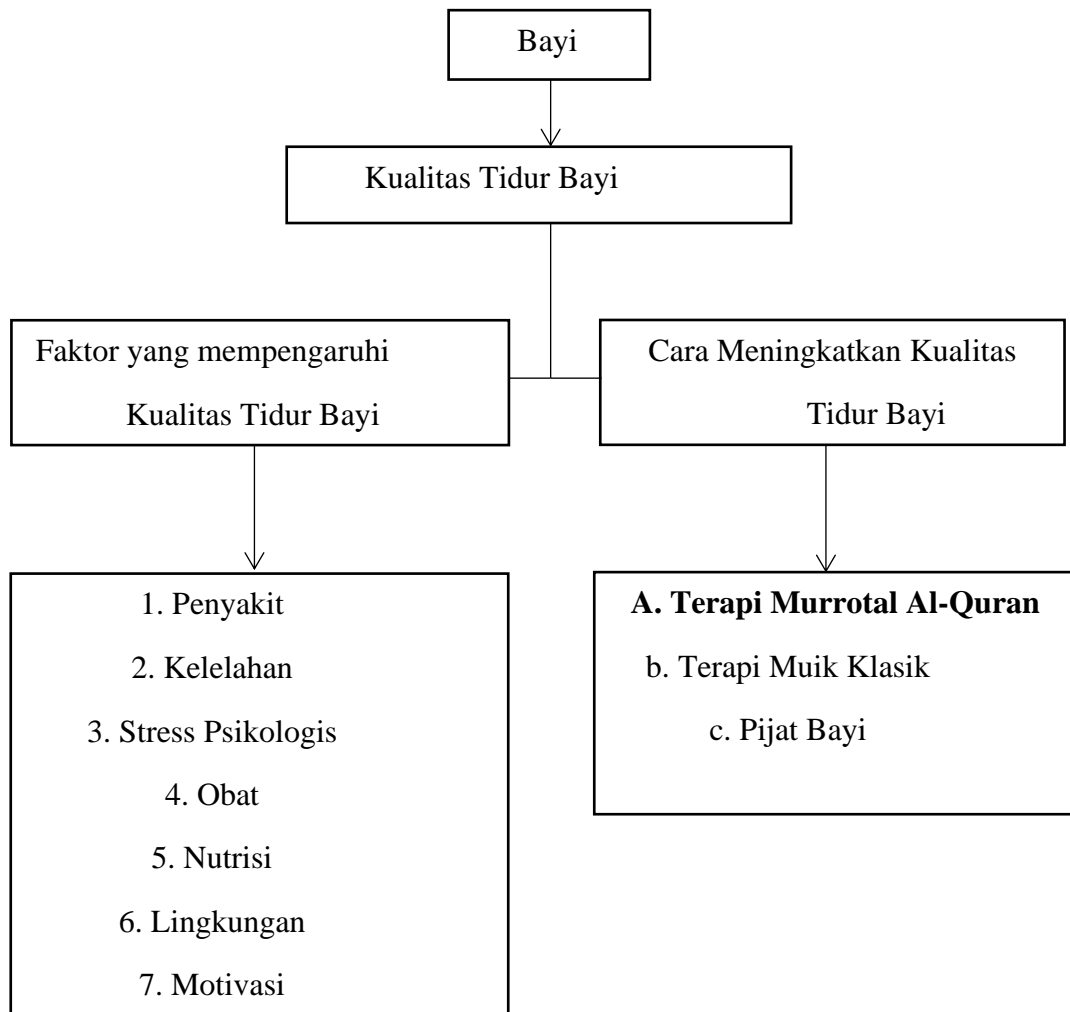 Bayi
Kualitas Tidur Bayi
Faktor yang mempengaruhi
Kualitas Tidur Bayi
Cara Meningkatkan Kualitas
Tidur Bayi
1. Penyakit
2. Kelelahan
3. Stress Psikologis
4. Obat
5. Nutrisi
6. Lingkungan
7. Motivasi
A. Terapi Murrotal Al-Quran
b. Terapi Muik Klasik
c. Pijat Bayi